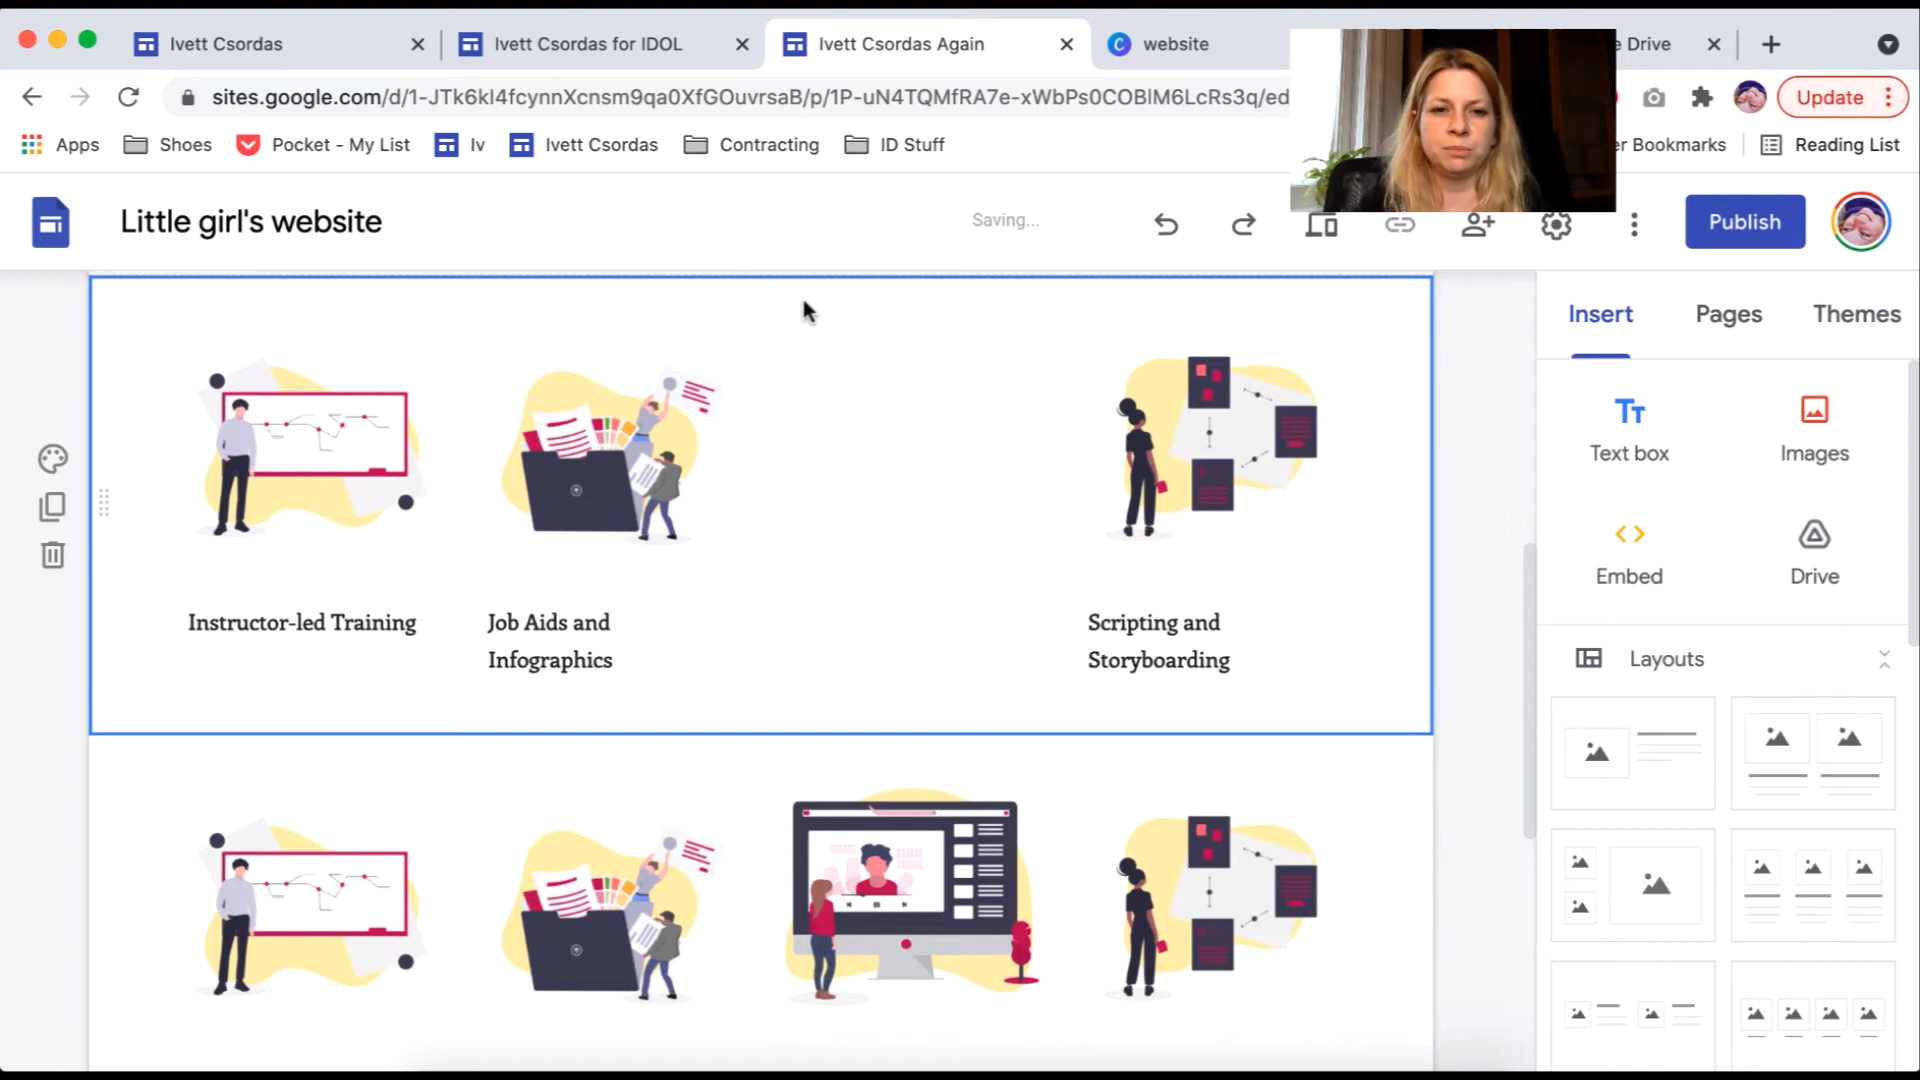 Ivett Csordas
Ivett Csordas for IDOL
Ivett Csordas Again
website
e Drive
sites.google.com/d/1-JTk6kI4fcynnXcnsm9qa0XfGOuvrsaB/p/1P-uN4TQMfRA7e-xWbPs0COBlM6LcRs3q/ed
Update
Apps
Shoes
Pocket - My List
Iv
Ivett Csordas
Contracting
ID Stuff
er Bookmarks
Reading List
Little girl's website
Saving...
Publish
Insert
Pages
Themes
Text box
Images
Embed
Drive
Layouts
Instructor-led Training
Job Aids and
Infographics
Scripting and
Storyboarding